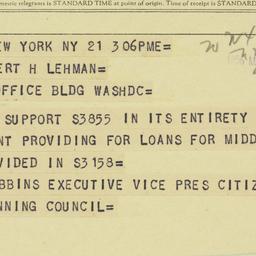 mestic telegrams is STANDARD TIME at point of origin. Time of receipt is STANDARD
EW YORK NY 21 306PME=
ERT H LEHMAN=
OFFICE BLDG WASHDC=
SUPPORT S3855 IN ITS ENTIRETY
NT PROVIDING FOR LOANS FOR MIDD
VIDED IN S3158=
BBINS EXECUTIVE VICE PRES CITIZ
NNING COUNCIL=